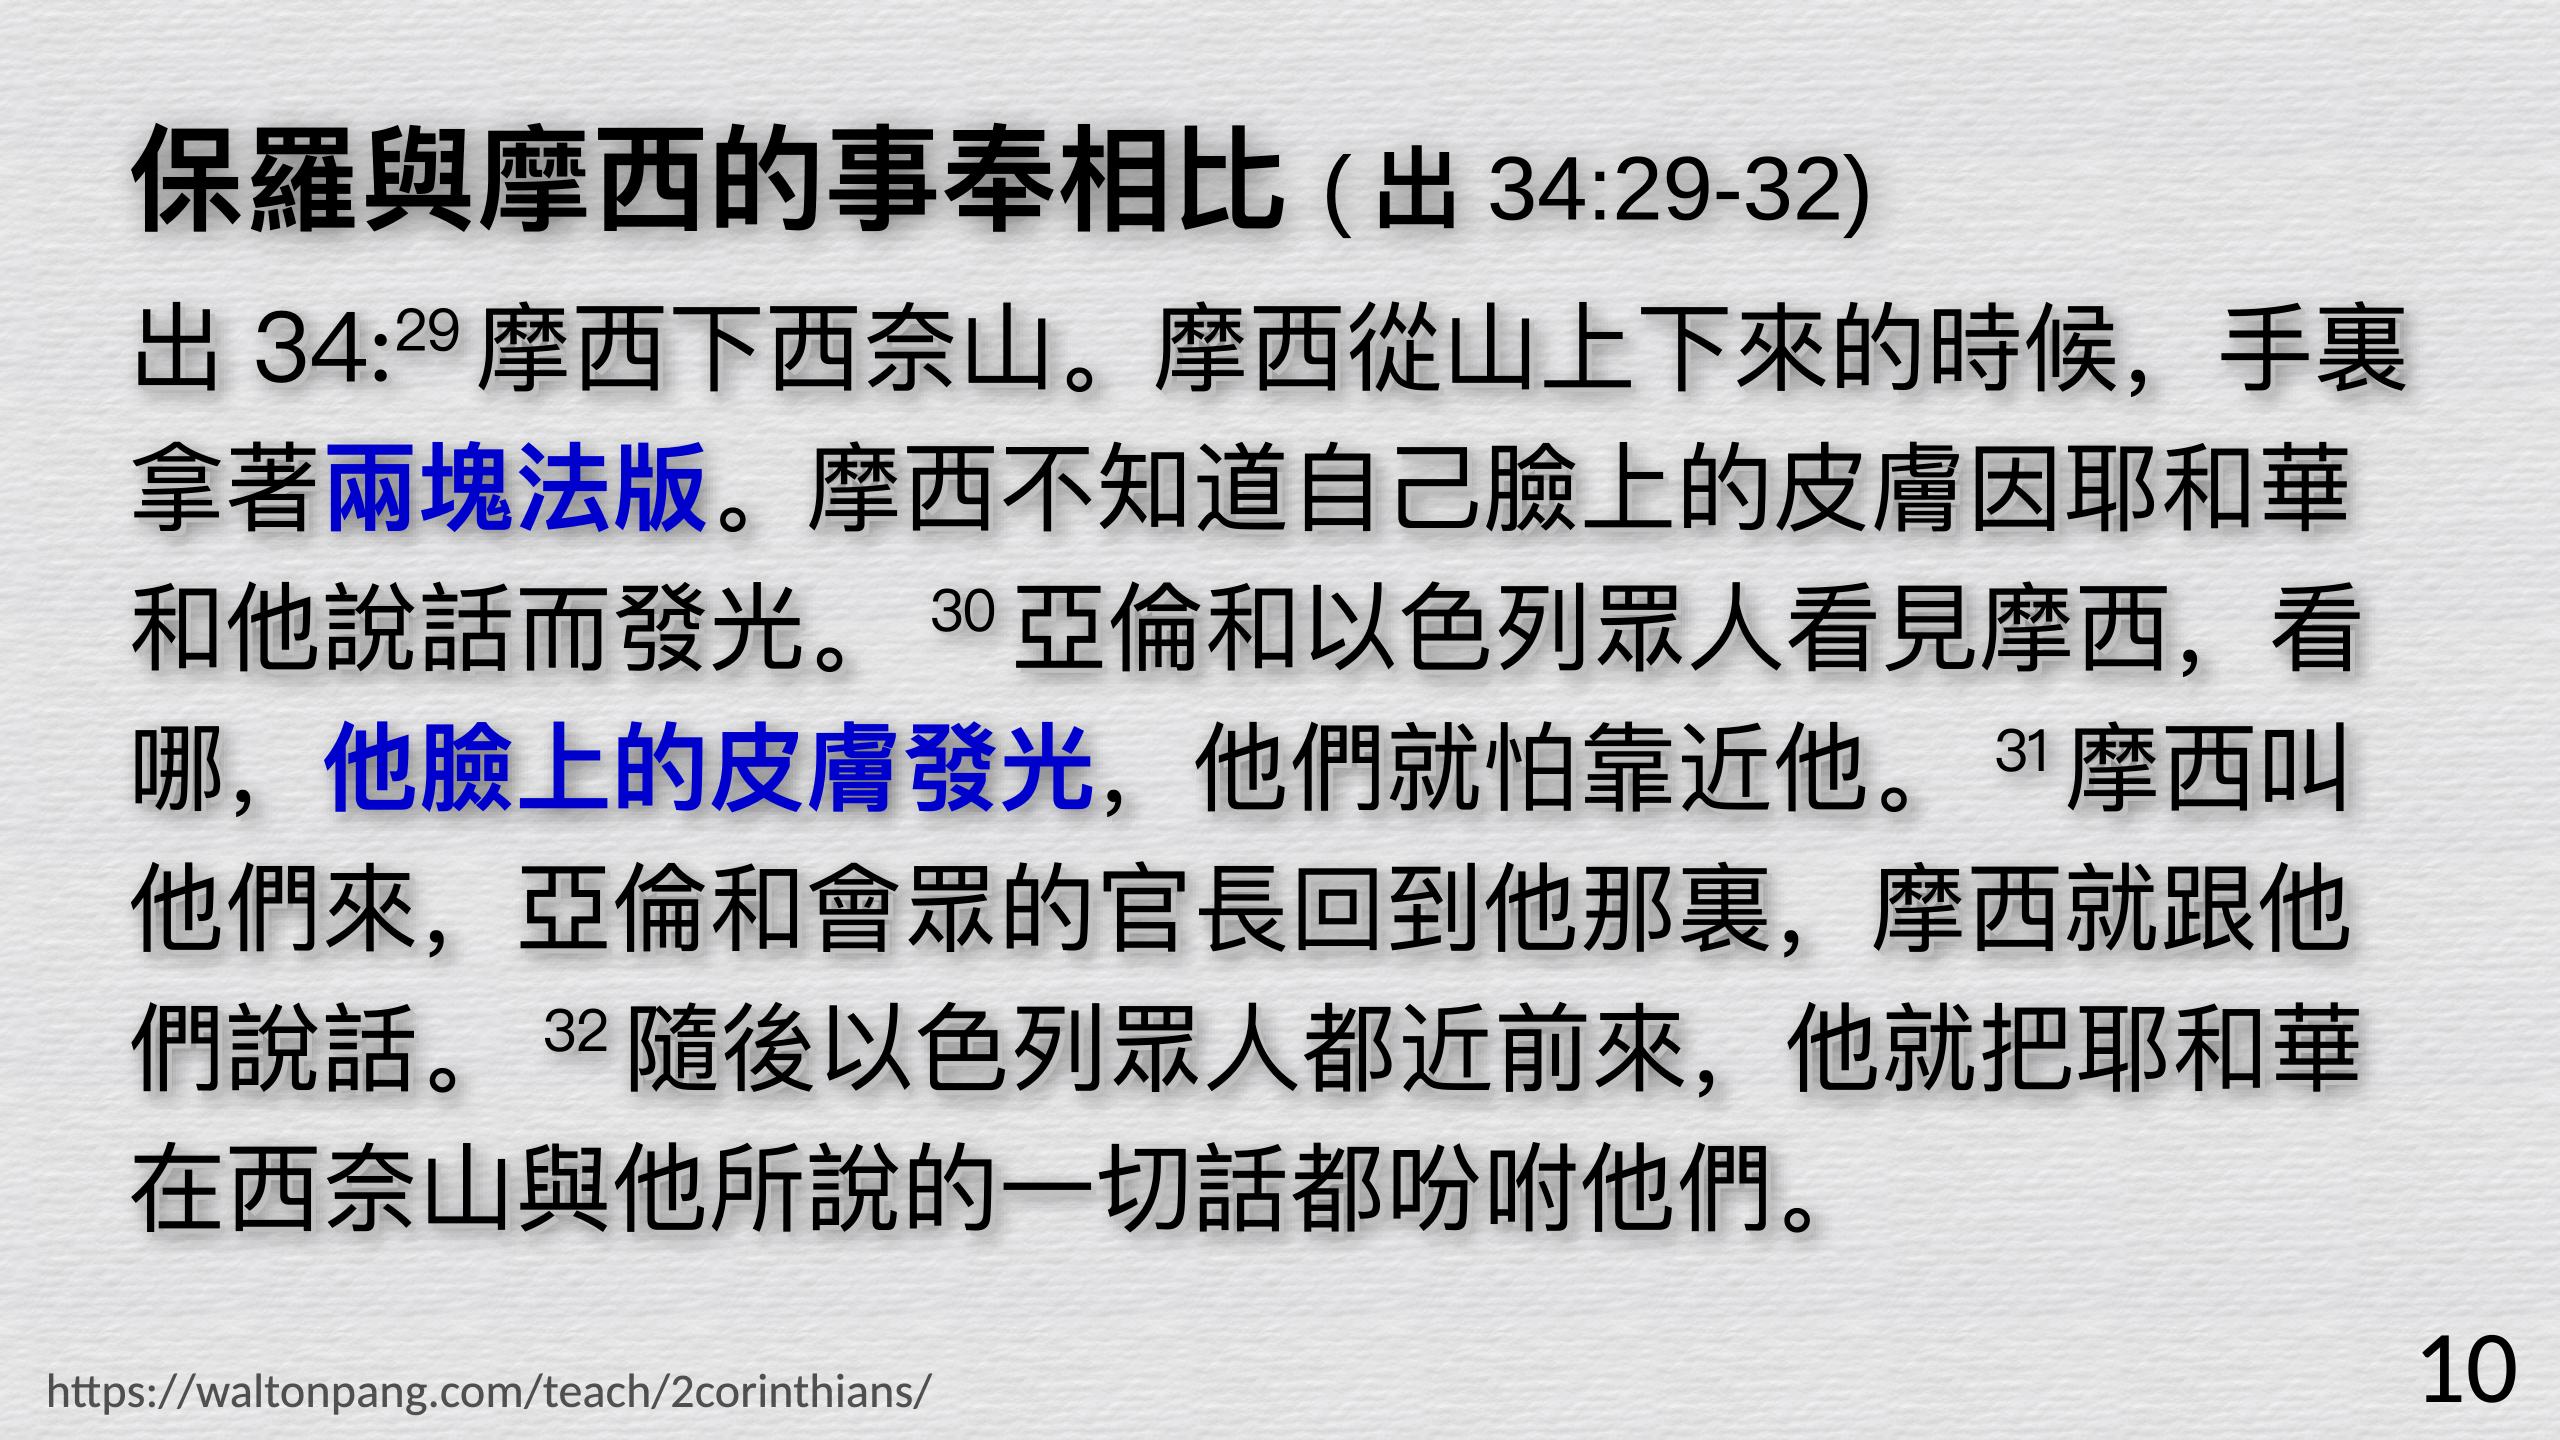 保羅與摩西的事奉相比 (出 34:29-32)
出 34:29 摩西下西奈山。摩西從山上下來的時候，手裏
拿著兩塊法版。摩西不知道自己臉上的皮膚因耶和華
和他說話而發光。 30 亞倫和以色列眾人看見摩西，看
哪，他臉上的皮膚發光，他們就怕靠近他。 31 摩西叫
他們來，亞倫和會眾的官長回到他那裏，摩西就跟他
們說話。 32 隨後以色列眾人都近前來，他就把耶和華
在西奈山與他所說的一切話都吩咐他們。
https://waltonpang.com/teach/2corinthians/
10